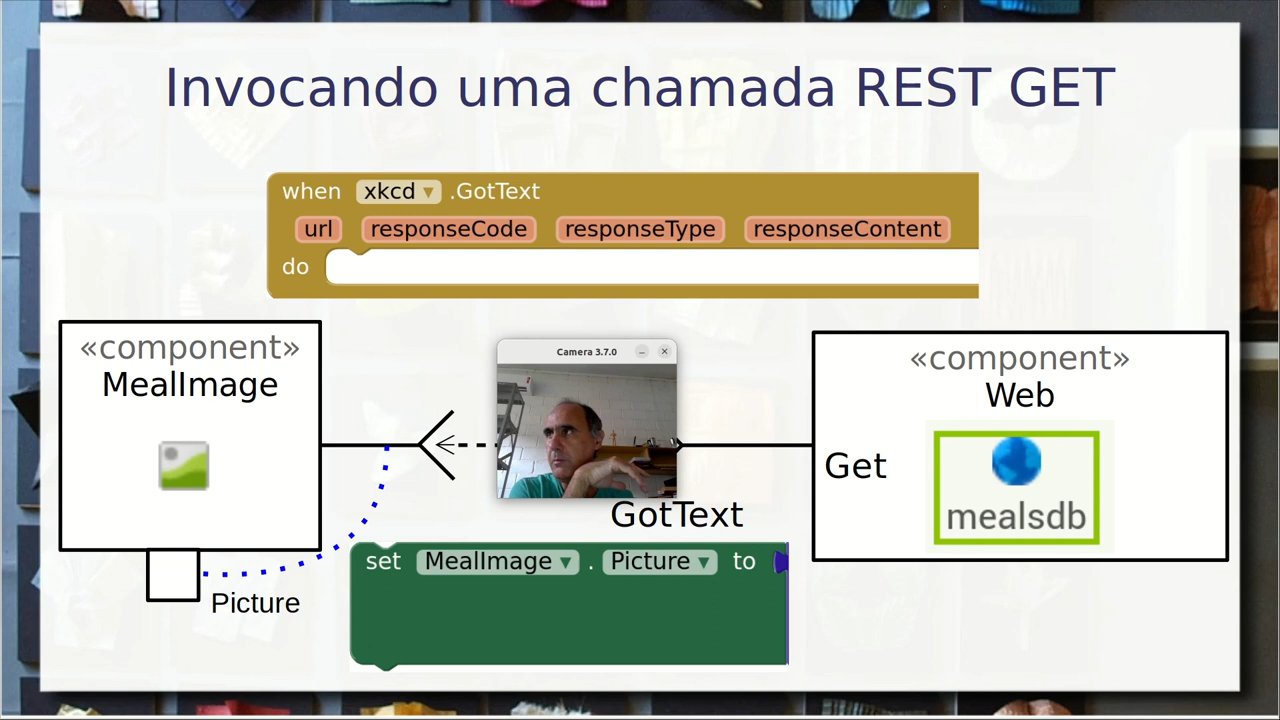 Invocando uma chamada REST GET
when xkcd ▾ .GotText
url responseCode responseType responseContent
do
«component»
MealImage
Camera 3.7.0
«component»
Web
Get
mealsdb
GotText
set MealImage ▾ . Picture ▾ to
Picture